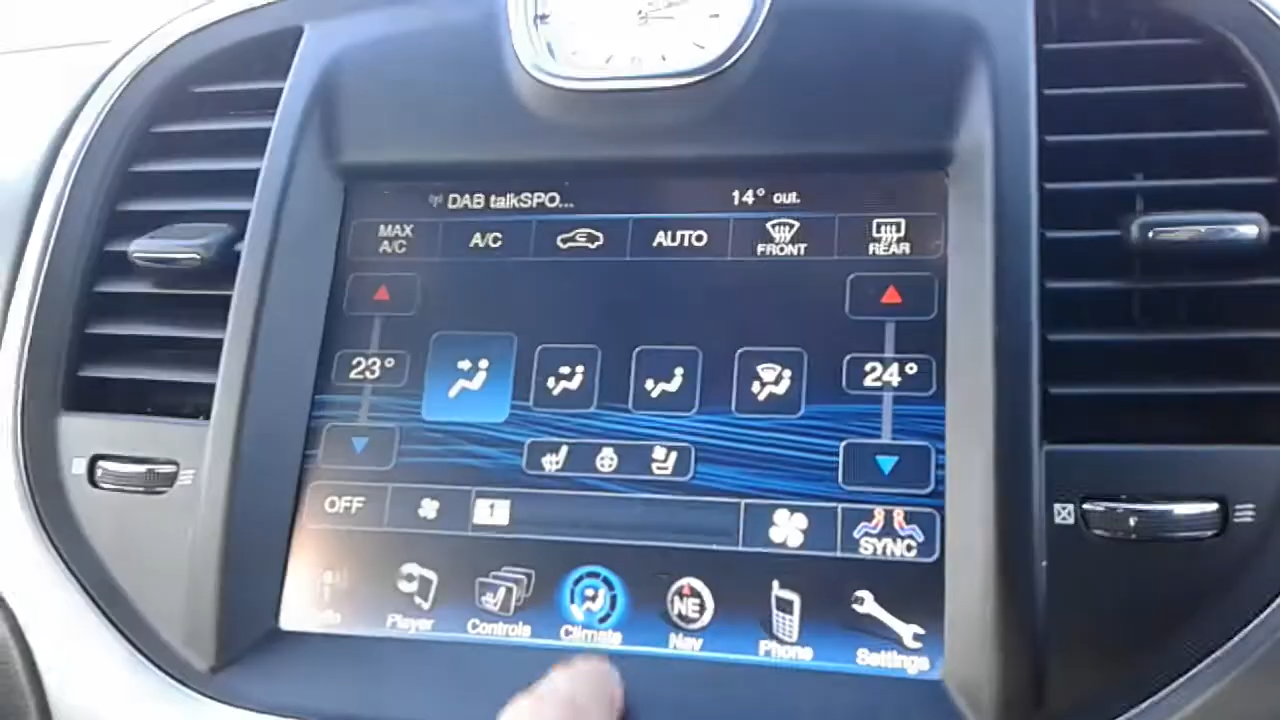 DAB talkSPO... 14° out.
MAX A/C A/C AUTO FRONT REAR
23° 24°
OFF 1 SYNC
Player Controls Climate NE Nav Phone Settings